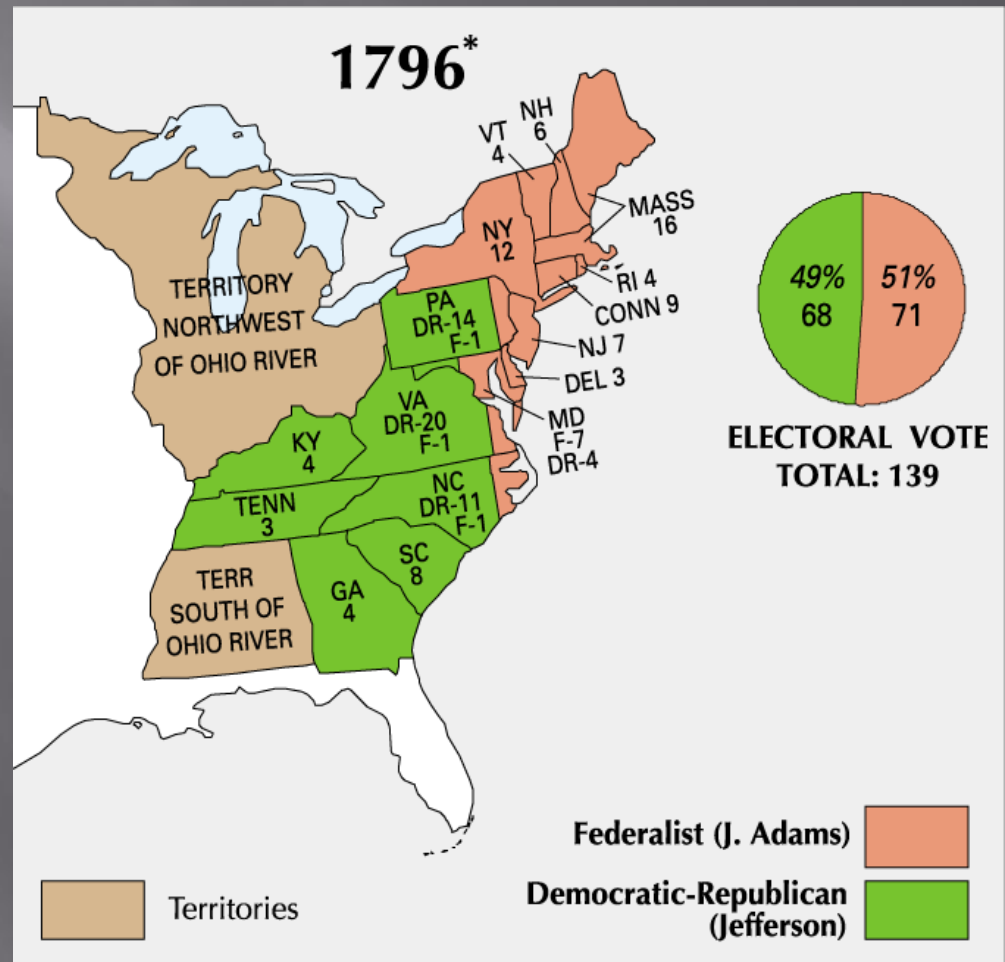 1796*
NH
6
VT
4
MASS
16
NY
12
RI 4
CONN 9
NJ 7
DEL 3
MD
F-7
DR-4
PA
DR-14
F-1
VA
DR-20
F-1
KY
4
NC
DR-11
F-1
TENN
3
SC
8
GA
4
TERRITORY
NORTHWEST
OF OHIO RIVER
TERR
SOUTH OF
OHIO RIVER
49%
68
51%
71
ELECTORAL VOTE
TOTAL: 139
Federalist (J. Adams)
Democratic-Republican
(Jefferson)
Territories